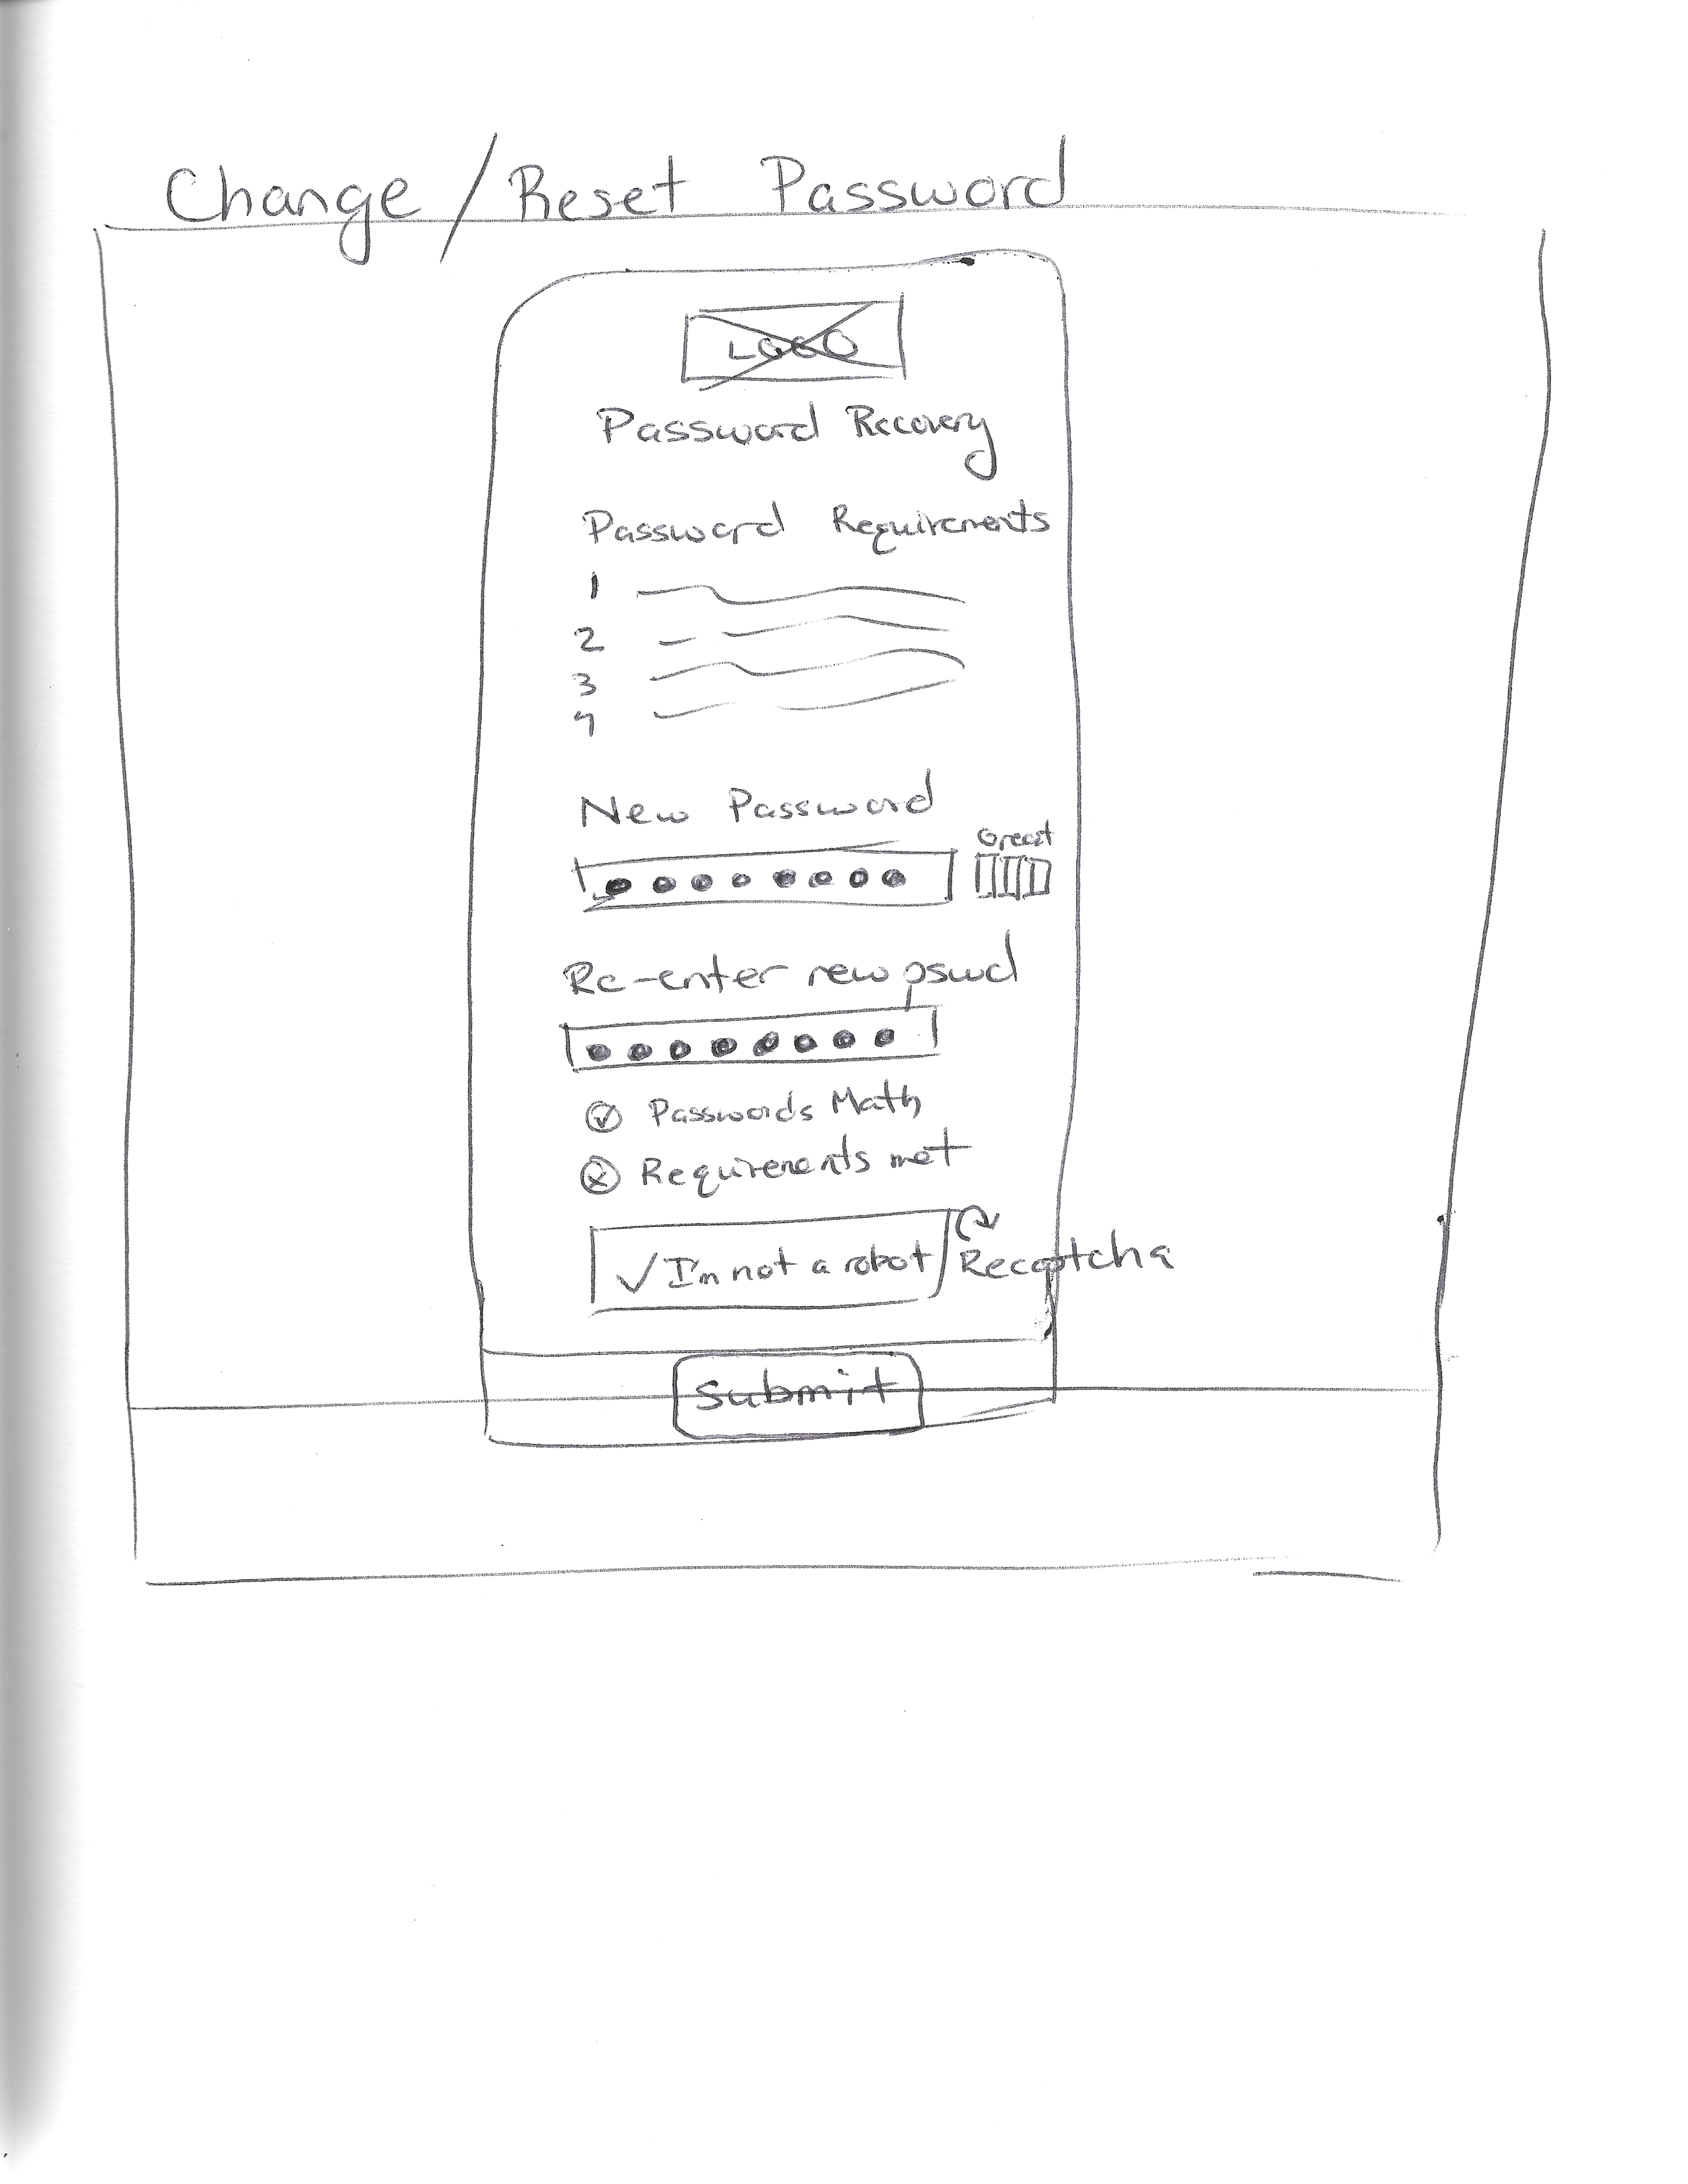 Change / Reset Password
LOGO
Password Recovery
Password Requirements
1
2
3
4
New Password
Great
Re-enter new pswd
Passwords Math
Requirements met
✓ I'm not a robot Recaptcha
Submit